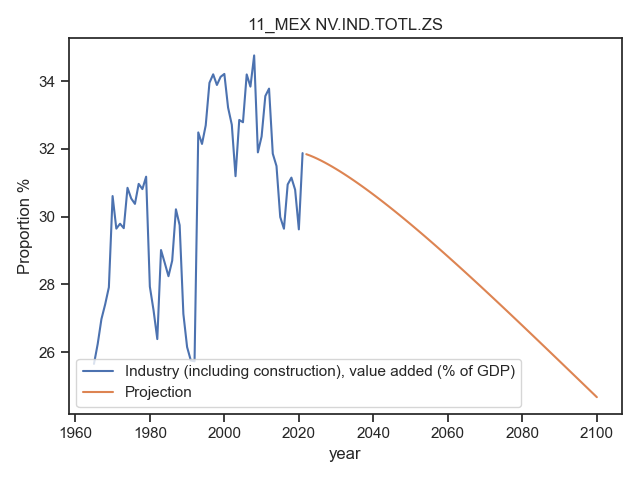 11_MEX NV.IND.TOTL.ZS
Proportion %
34
32
30
28
26
Industry (including construction), value added (% of GDP)
Projection
1960 1980 2000 2020 2040 2060 2080 2100
year